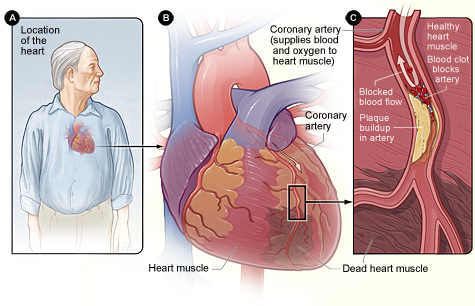 A
Location
of the
heart
B
Coronary artery
(supplies blood
and oxygen to
heart muscle)
Coronary
artery
Heart muscle
Dead heart muscle
C
Healthy
heart
muscle
Blood clot
blocks
artery
Blocked
blood flow
Plaque
buildup
in artery